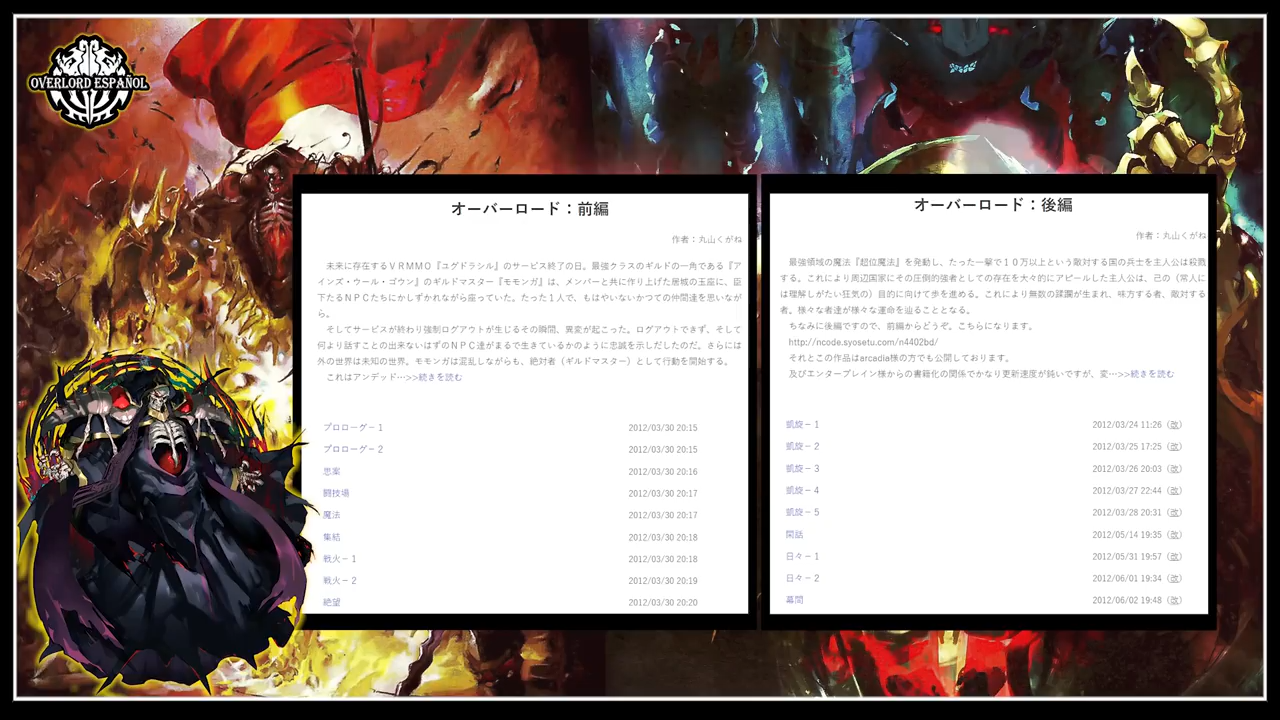 OVERLORD ESPAÑOL
オーバーロード：前編
作者：丸山くがね
未来に存在するＶＲＭＭＯ『ユグドラシル』のサービス終了の日。最強クラスのギルドの一角である『ア
インズ・ウール・ゴウン』のギルドマスター『モモンガ』は、メンバーと共に作り上げた居城の玉座に、臣
下たるＮＰＣたちにかしずかれながら座っていた。たった１人で、もはやいないかつての仲間達を思いなが
ら。
そしてサービスが終わり強制ログアウトが生じるその瞬間、異変が起こった。ログアウトできず、そして
何より話すことの出来ないはずのＮＰＣ達がまるで生きているかのように忠誠を示しだしたのだ。さらには
外の世界は未知の世界。モモンガは混乱しながらも、絶対者（ギルドマスター）として行動を開始する。
これはアンデッド…>>続きを読む
プロローグ－１ 2012/03/30 20:15
プロローグ－２ 2012/03/30 20:15
思案 2012/03/30 20:16
闘技場 2012/03/30 20:17
魔法 2012/03/30 20:17
集結 2012/03/30 20:18
戦火－１ 2012/03/30 20:18
戦火－２ 2012/03/30 20:19
絶望 2012/03/30 20:20
オーバーロード：後編
作者：丸山くがね
最強領域の魔法『超位魔法』を発動し、たった一撃で１０万以上という敵対する国の兵士を主人公は殺戮
する。これにより周辺国家にその圧倒的強者としての存在を大々的にアピールした主人公は、己の（常人に
は理解しがたい狂気の）目的に向けて歩を進める。これにより無数の蹂躙が生まれ、味方する者、敵対する
者。様々な者達が様々な運命を辿ることとなる。
ちなみに後編ですので、前編からどうぞ。こちらになります。
http://ncode.syosetu.com/n4402bd/
それとこの作品はarcadia様の方でも公開しております。
及びエンターブレイン様からの書籍化の関係でかなり更新速度が鈍いですが、変…>>続きを読む
凱旋－１ 2012/03/24 11:26（改）
凱旋－２ 2012/03/25 17:25（改）
凱旋－３ 2012/03/26 20:03（改）
凱旋－４ 2012/03/27 22:44（改）
凱旋－５ 2012/03/28 20:31（改）
閑話 2012/05/14 19:35（改）
日々－１ 2012/05/31 19:57（改）
日々－２ 2012/06/01 19:34（改）
幕間 2012/06/02 19:48（改）